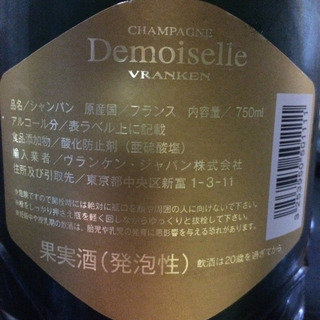 CHAMPAGNE
Demoiselle
VRANKEN
品名/シャンパン 原産国/フランス 内容量/ 750ml
アルコール分/表ラベル上に記載
食品添加物/酸化防止剤(亜硫酸塩)
輸入業者/ヴランケン・ジャパン株式会社
住所及び引取先/東京都中央区新富1-3-11
果実酒(発泡性) 飲酒は20歳を過ぎてから